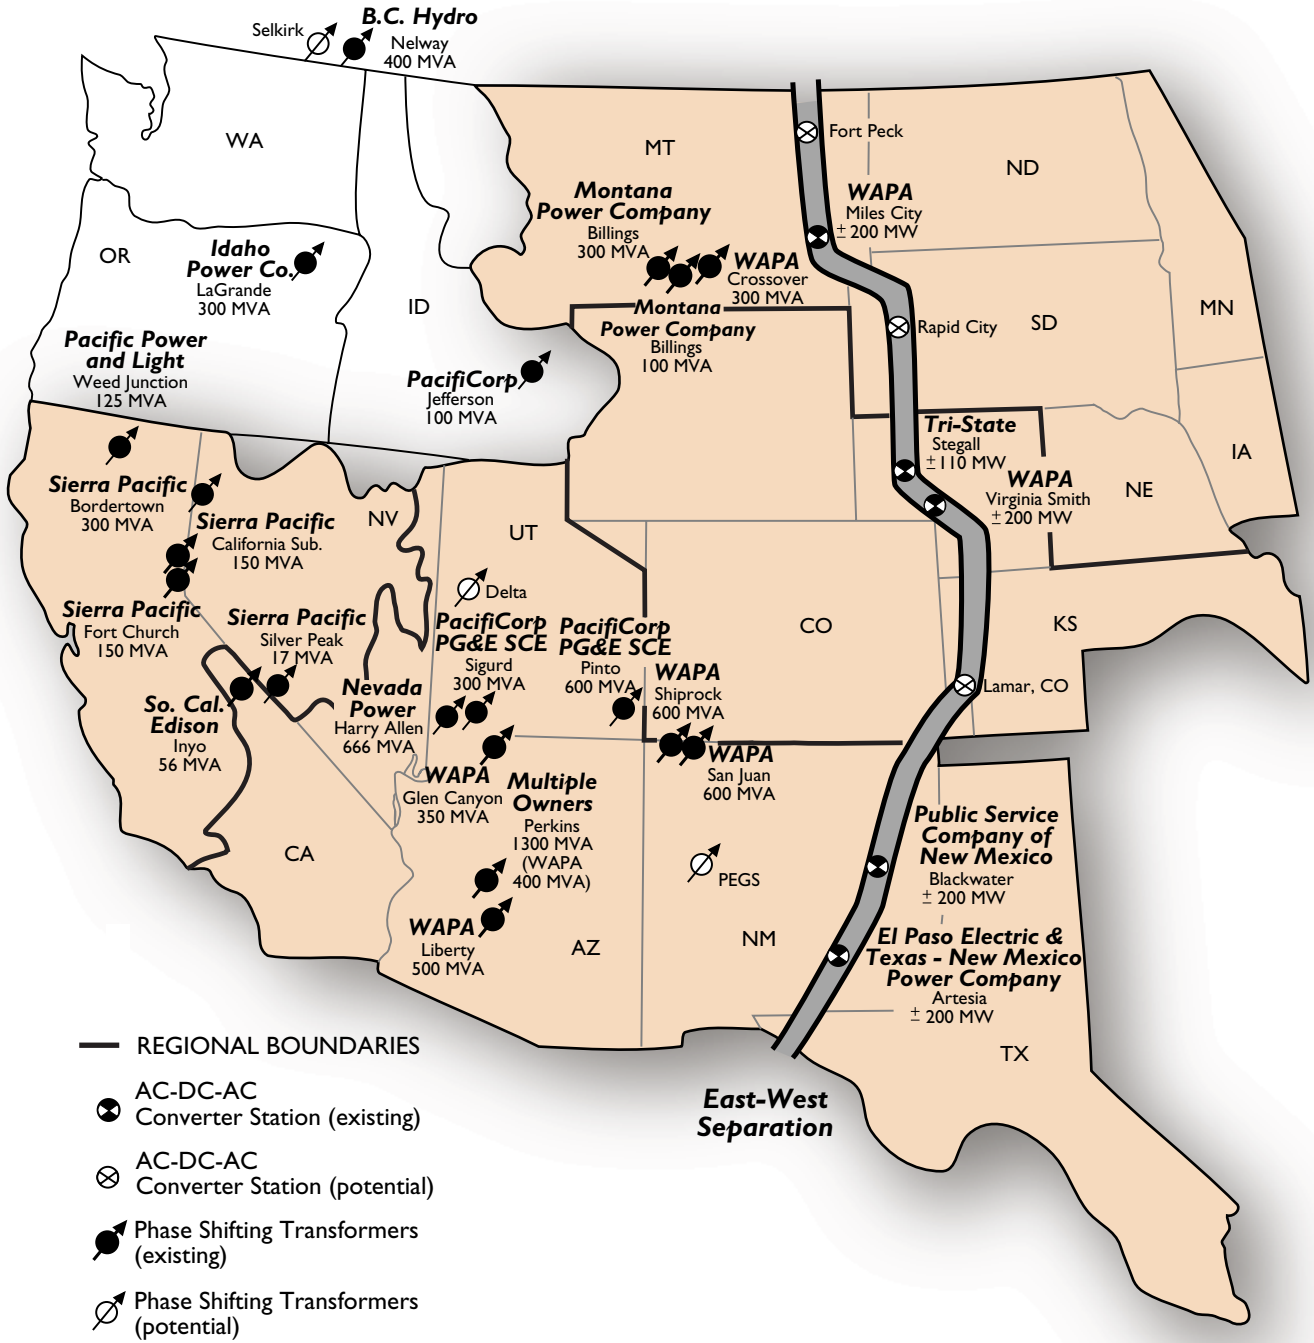 B.C. Hydro
Selkirk
Nelway
400 MVA
WA
MT
Fort Peck
ND
Montana
Power Company
Billings
300 MVA
WAPA
Miles City
± 200 MW
OR
Idaho
Power Co.
LaGrande
300 MVA
WAPA
Crossover
300 MVA
ID
Montana
Power Company
Billings
100 MVA
Rapid City
SD
MN
Pacific Power
and Light
Weed Junction
125 MVA
PacifiCorp
Jefferson
100 MVA
Tri-State
Stegall
±110 MW
WAPA
Virginia Smith
± 200 MW
NE
IA
Sierra Pacific
Bordertown
300 MVA
Sierra Pacific
California Sub.
150 MVA
NV
UT
Delta
Sierra Pacific
Fort Church
150 MVA
Sierra Pacific
Silver Peak
17 MVA
PacifiCorp
PG&E SCE
Sigurd
300 MVA
PacifiCorp
PG&E SCE
Pinto
600 MVA
CO
KS
WAPA
Shiprock
600 MVA
Lamar, CO
So. Cal.
Edison
Inyo
56 MVA
Nevada
Power
Harry Allen
666 MVA
WAPA
Glen Canyon
350 MVA
WAPA
San Juan
600 MVA
Multiple
Owners
Perkins
1300 MVA
(WAPA
400 MVA)
CA
PEGS
Public Service
Company of
New Mexico
Blackwater
± 200 MW
WAPA
Liberty
500 MVA
AZ
NM
El Paso Electric &
Texas - New Mexico
Power Company
Artesia
± 200 MW
TX
East-West
Separation
REGIONAL BOUNDARIES
AC-DC-AC
Converter Station (existing)
AC-DC-AC
Converter Station (potential)
Phase Shifting Transformers
(existing)
Phase Shifting Transformers
(potential)